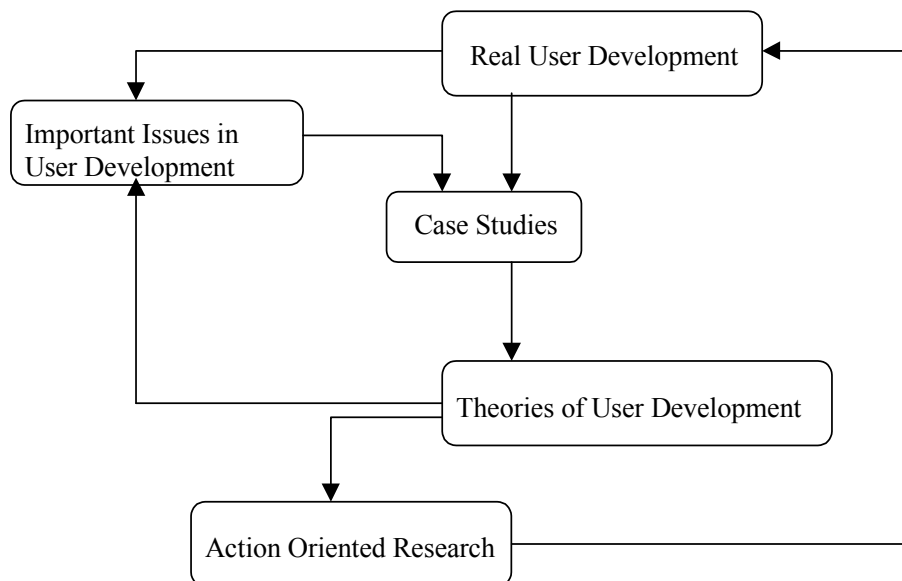 Real User Development
Important Issues in
User Development
Case Studies
Theories of User Development
Action Oriented Research